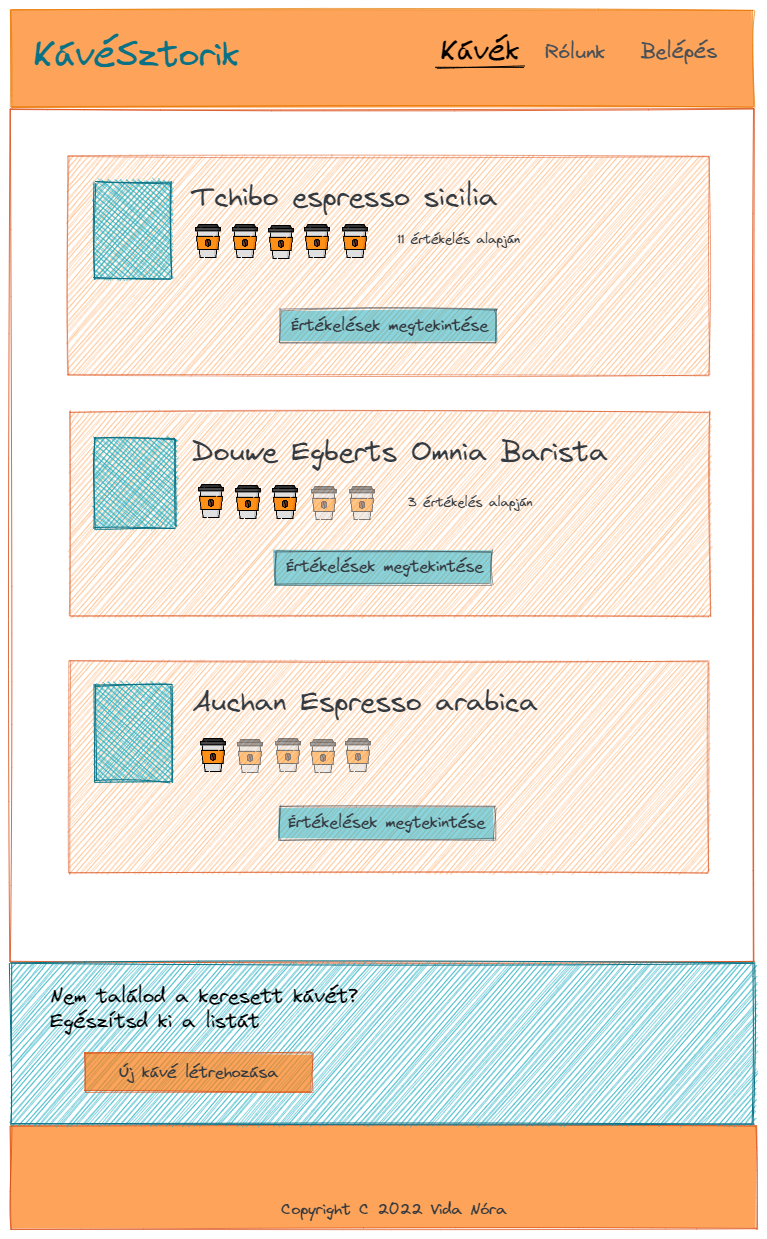 KávéSztorik
Kávék Rólunk Belépés
Tchibo espresso sicilia
11 értékelés alapján
Értékelések megtekintése
Douwe Egberts Omnia Barista
3 értékelés alapján
Értékelések megtekintése
Auchan Espresso arabica
Értékelések megtekintése
Nem találod a keresett kávét?
Egészítsd ki a listát
Új kávé létrehozása
Copyright C 2022 Vida Nóra